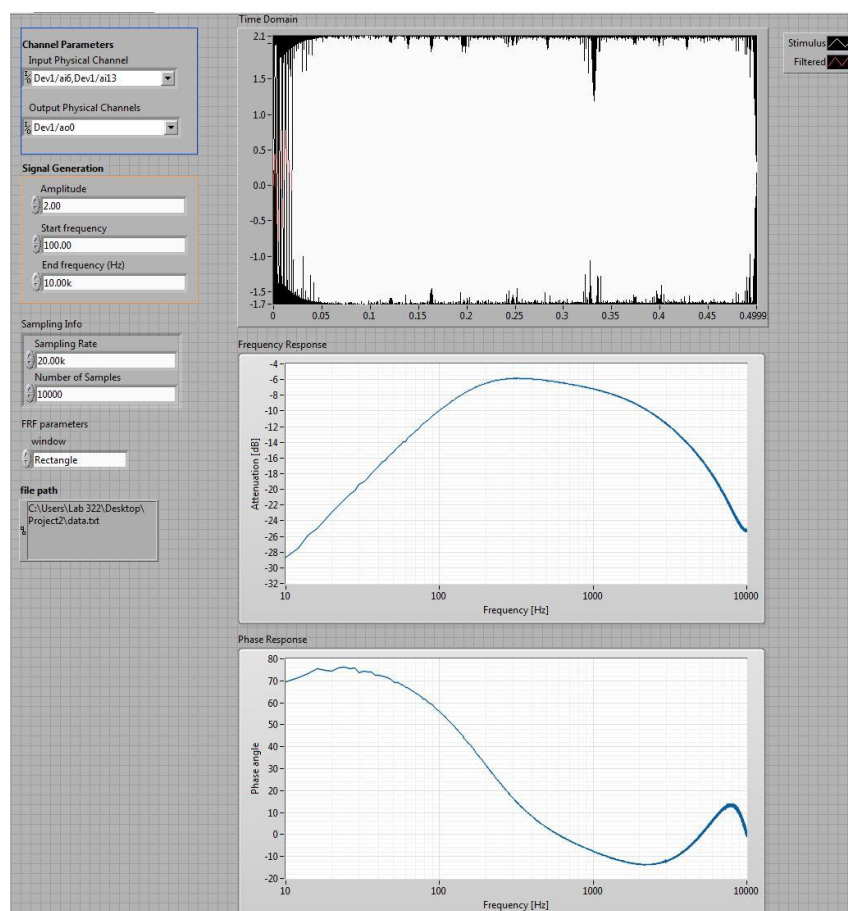 Channel Parameters
Input Physical Channel
Dev1/ai6,Dev1/ai13
Output Physical Channels
Dev1/ao0
Signal Generation
Amplitude
2.00
Start frequency
100.00
End frequency (Hz)
10.00k
Sampling Info
Sampling Rate
20.00k
Number of Samples
10000
FRF parameters
window
Rectangle
file path
C:\Users\Lab 322\Desktop\
Project2\data.txt
Time Domain
2.1
1.5
1.0
0.5
0.0
-0.5
-1.0
-1.5
-1.7
0 0.05 0.1 0.15 0.2 0.25 0.3 0.35 0.4 0.45 0.4999
Stimulus
Filtered
Frequency Response
Attenuation [dB]
-4
-6
-8
-10
-12
-14
-16
-18
-20
-22
-24
-26
-28
-30
-32
10 100 1000 10000
Frequency [Hz]
Phase Response
Phase angle
80
70
60
50
40
30
20
10
0
-10
-20
10 100 1000 10000
Frequency [Hz]